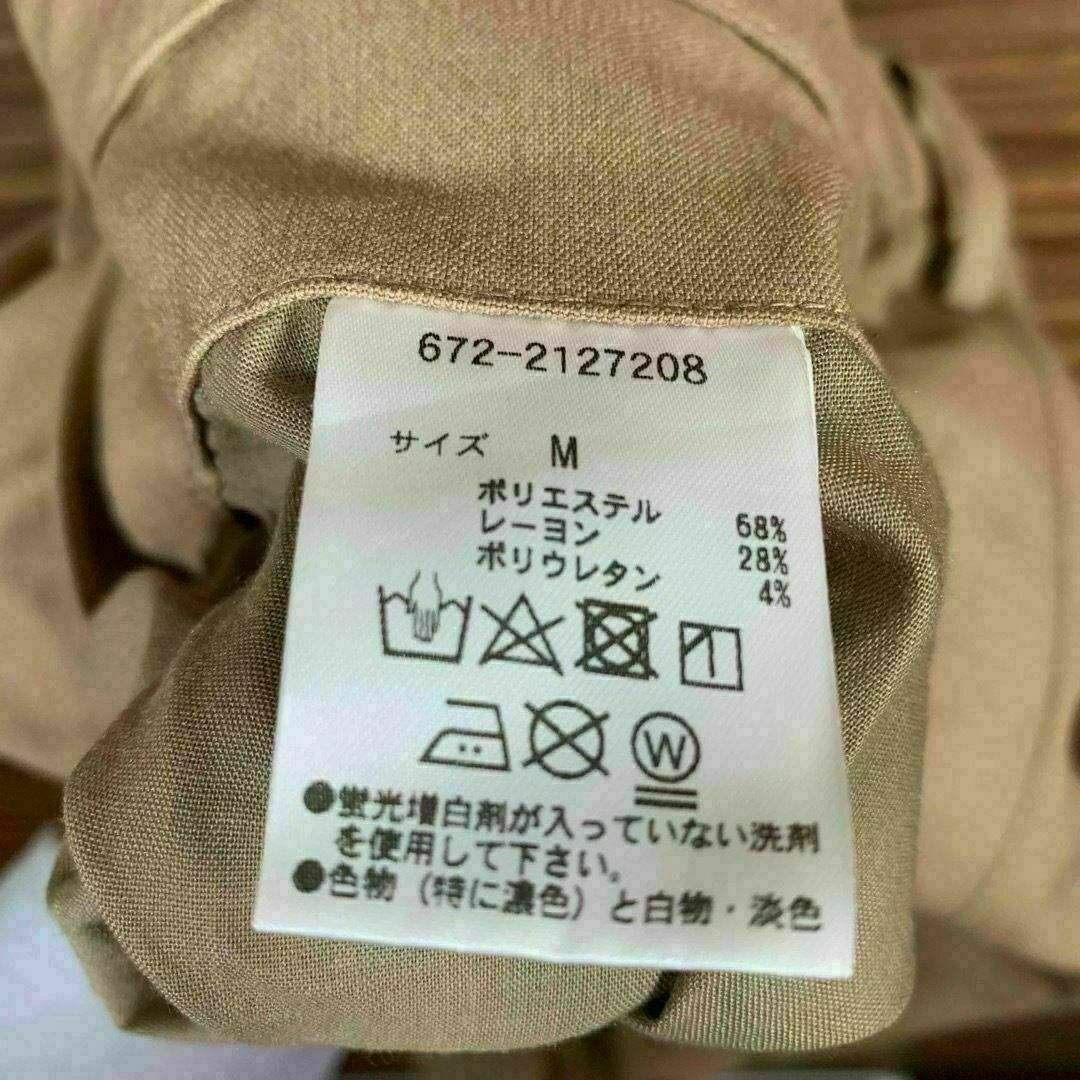 672-2127208
サイズ M
ポリエステル 68%
レーヨン 28%
ポリウレタン 4%
W
●蛍光増白剤が入っていない洗剤
を使用して下さい。
●色物（特に濃色）と白物・淡色